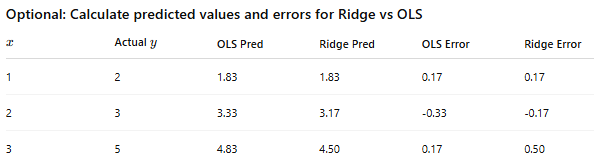 Optional: Calculate predicted values and errors for Ridge vs OLS
x Actual y OLS Pred Ridge Pred OLS Error Ridge Error
1 2 1.83 1.83 0.17 0.17
2 3 3.33 3.17 -0.33 -0.17
3 5 4.83 4.50 0.17 0.50